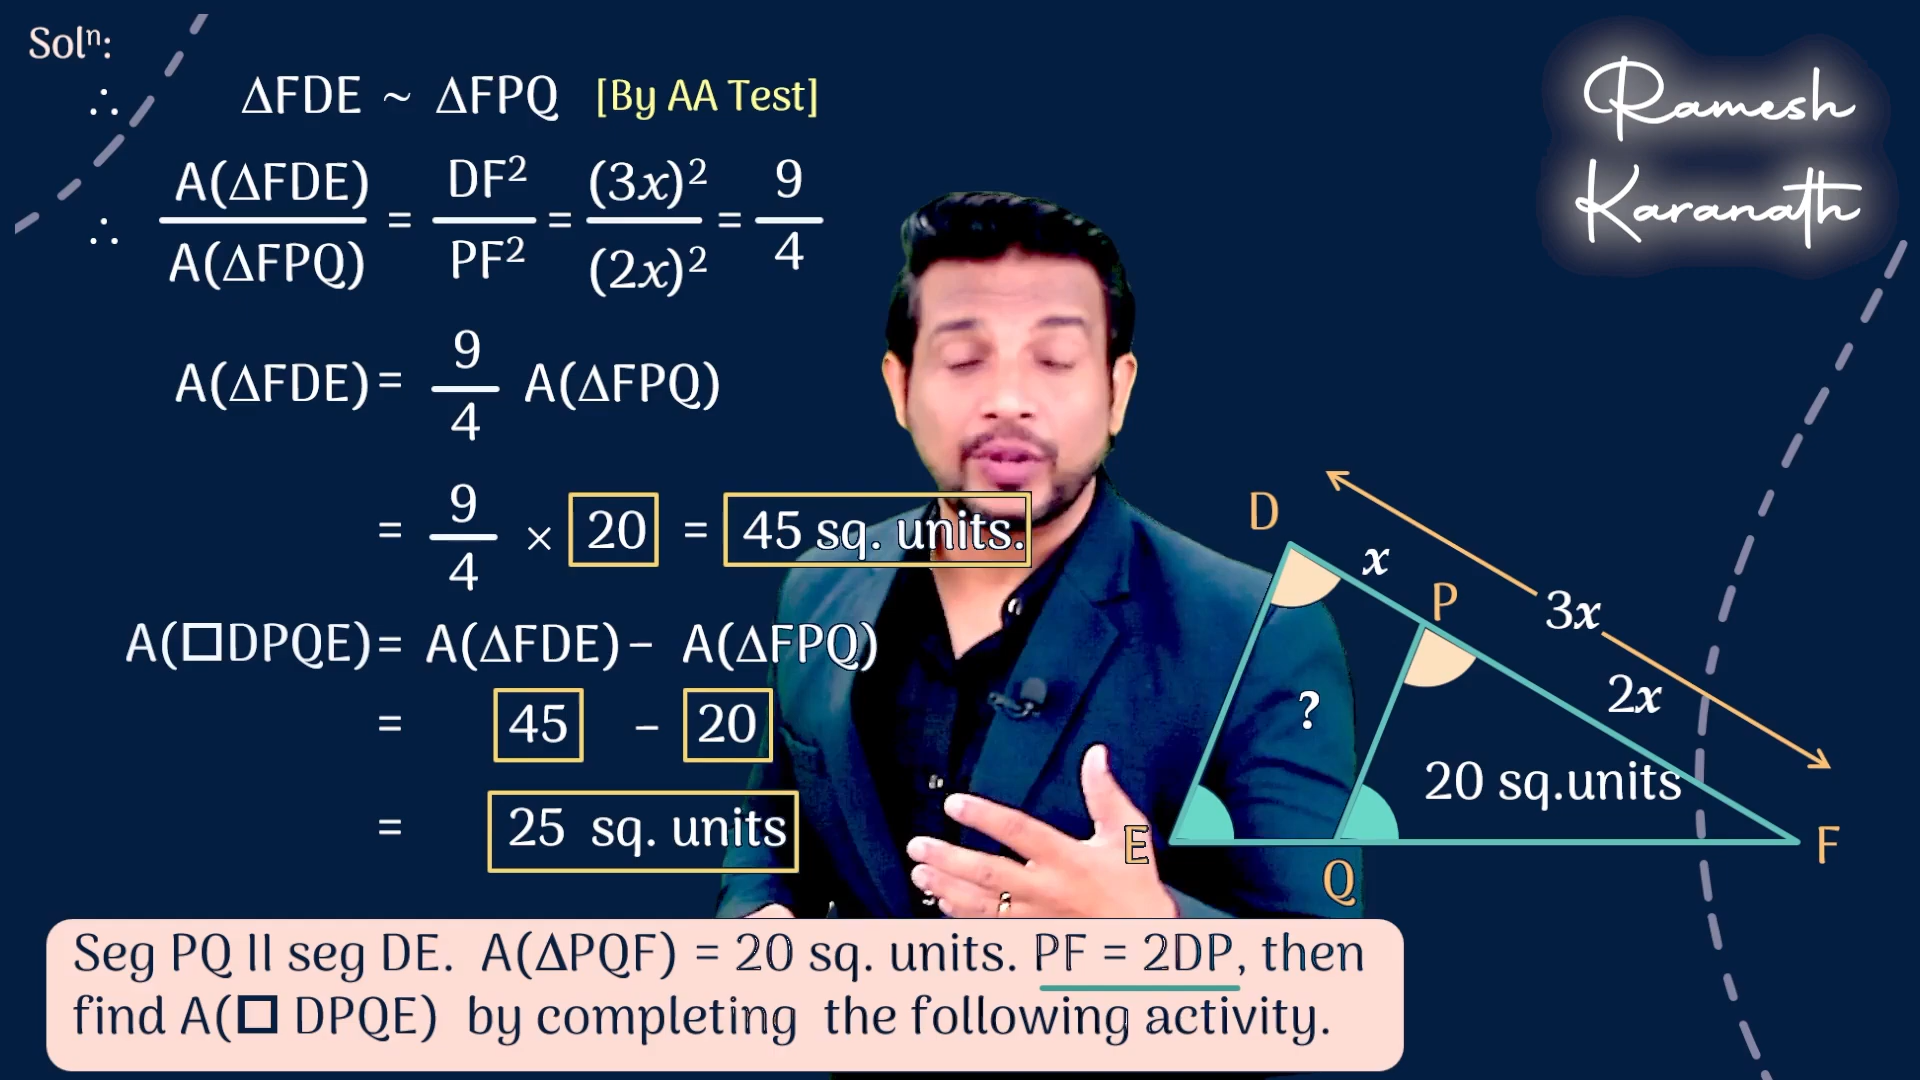 Solⁿ:
∴ ΔFDE ~ ΔFPQ [By AA Test]
∴ A(ΔFDE) / A(ΔFPQ) = DF² / PF² = (3x)² / (2x)² = 9 / 4
A(ΔFDE) = 9/4 A(ΔFPQ)
= 9/4 × 20 = 45 sq. units.
A(□DPQE) = A(ΔFDE) – A(ΔFPQ)
= 45 – 20
= 25 sq. units
Ramesh
Karanath
D
x
P
3x
2x
?
20 sq.units
E
Q
F
Seg PQ II seg DE. A(ΔPQF) = 20 sq. units. PF = 2DP, then
find A(□ DPQE) by completing the following activity.